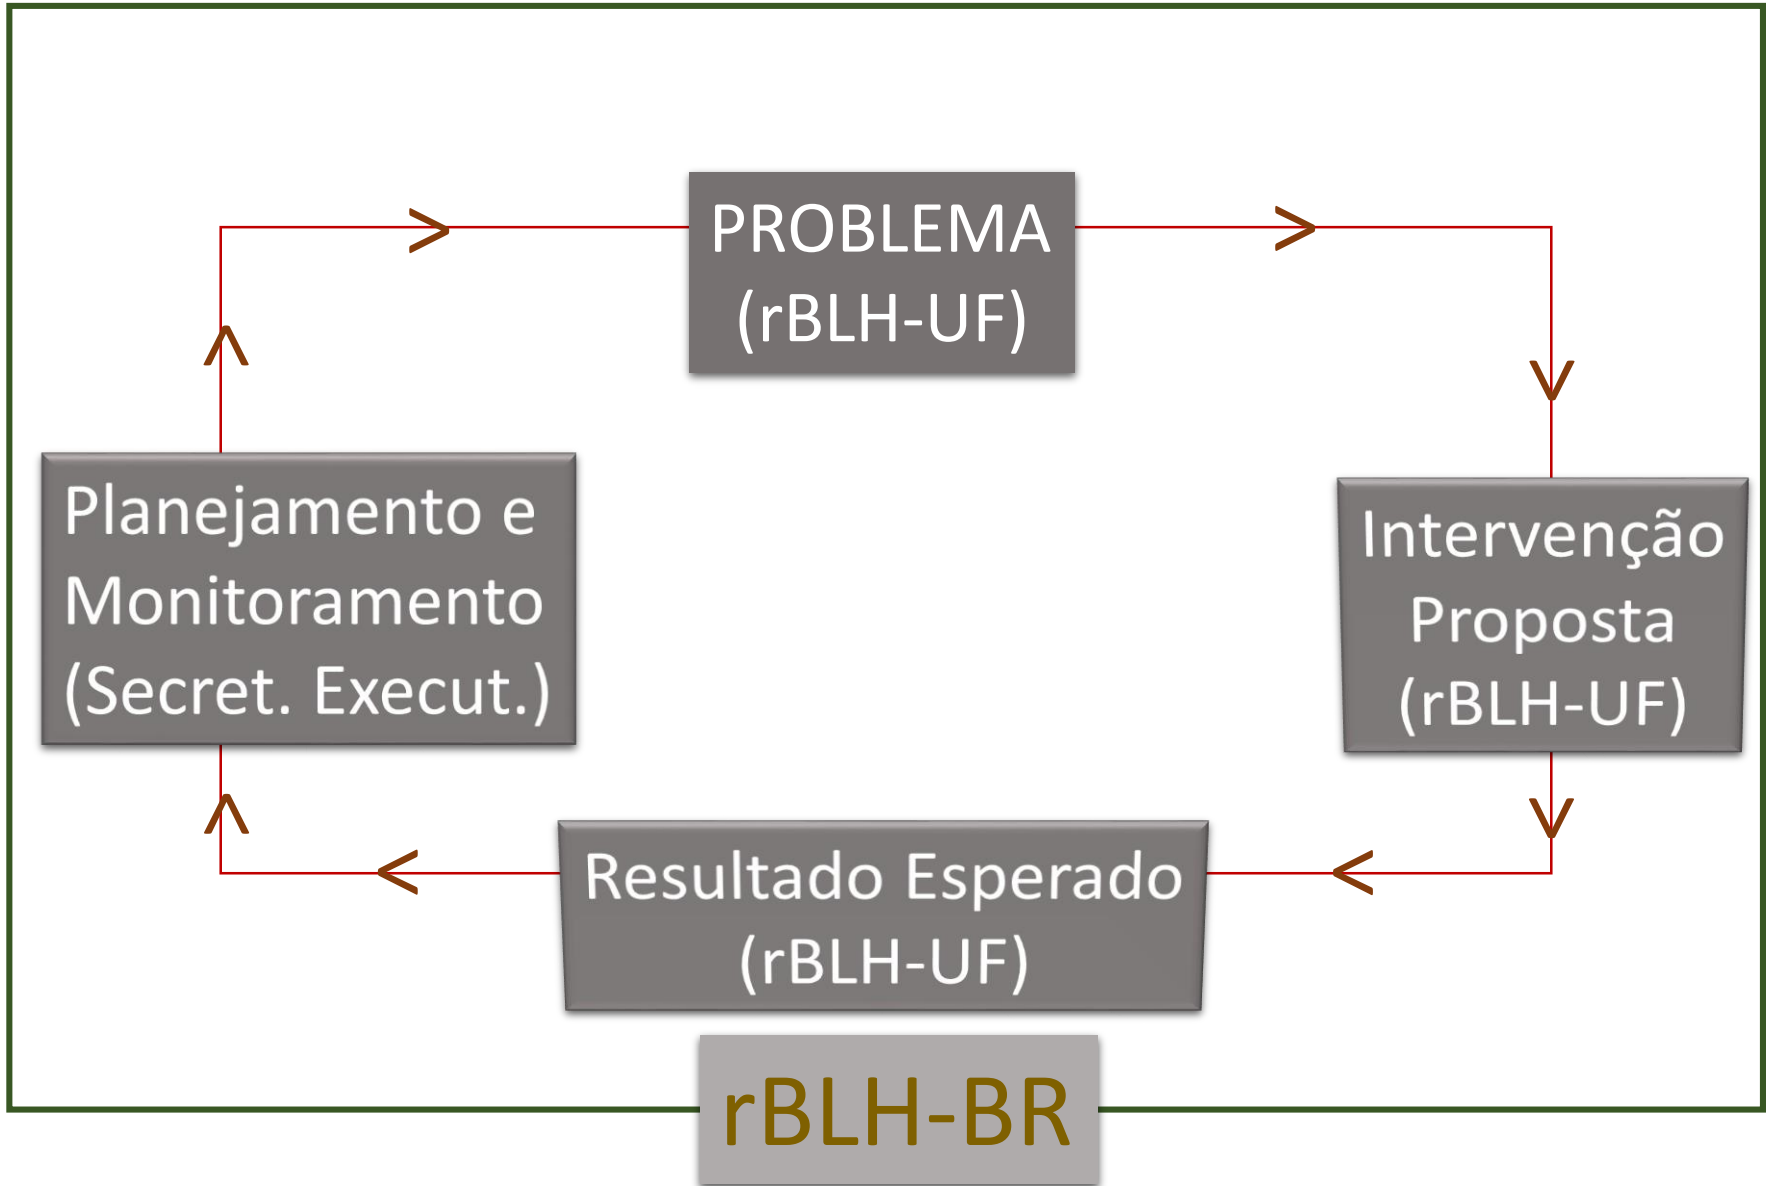 PROBLEMA
(rBLH-UF)
Planejamento e
Monitoramento
(Secret. Execut.)
Intervenção
Proposta
(rBLH-UF)
Resultado Esperado
(rBLH-UF)
rBLH-BR